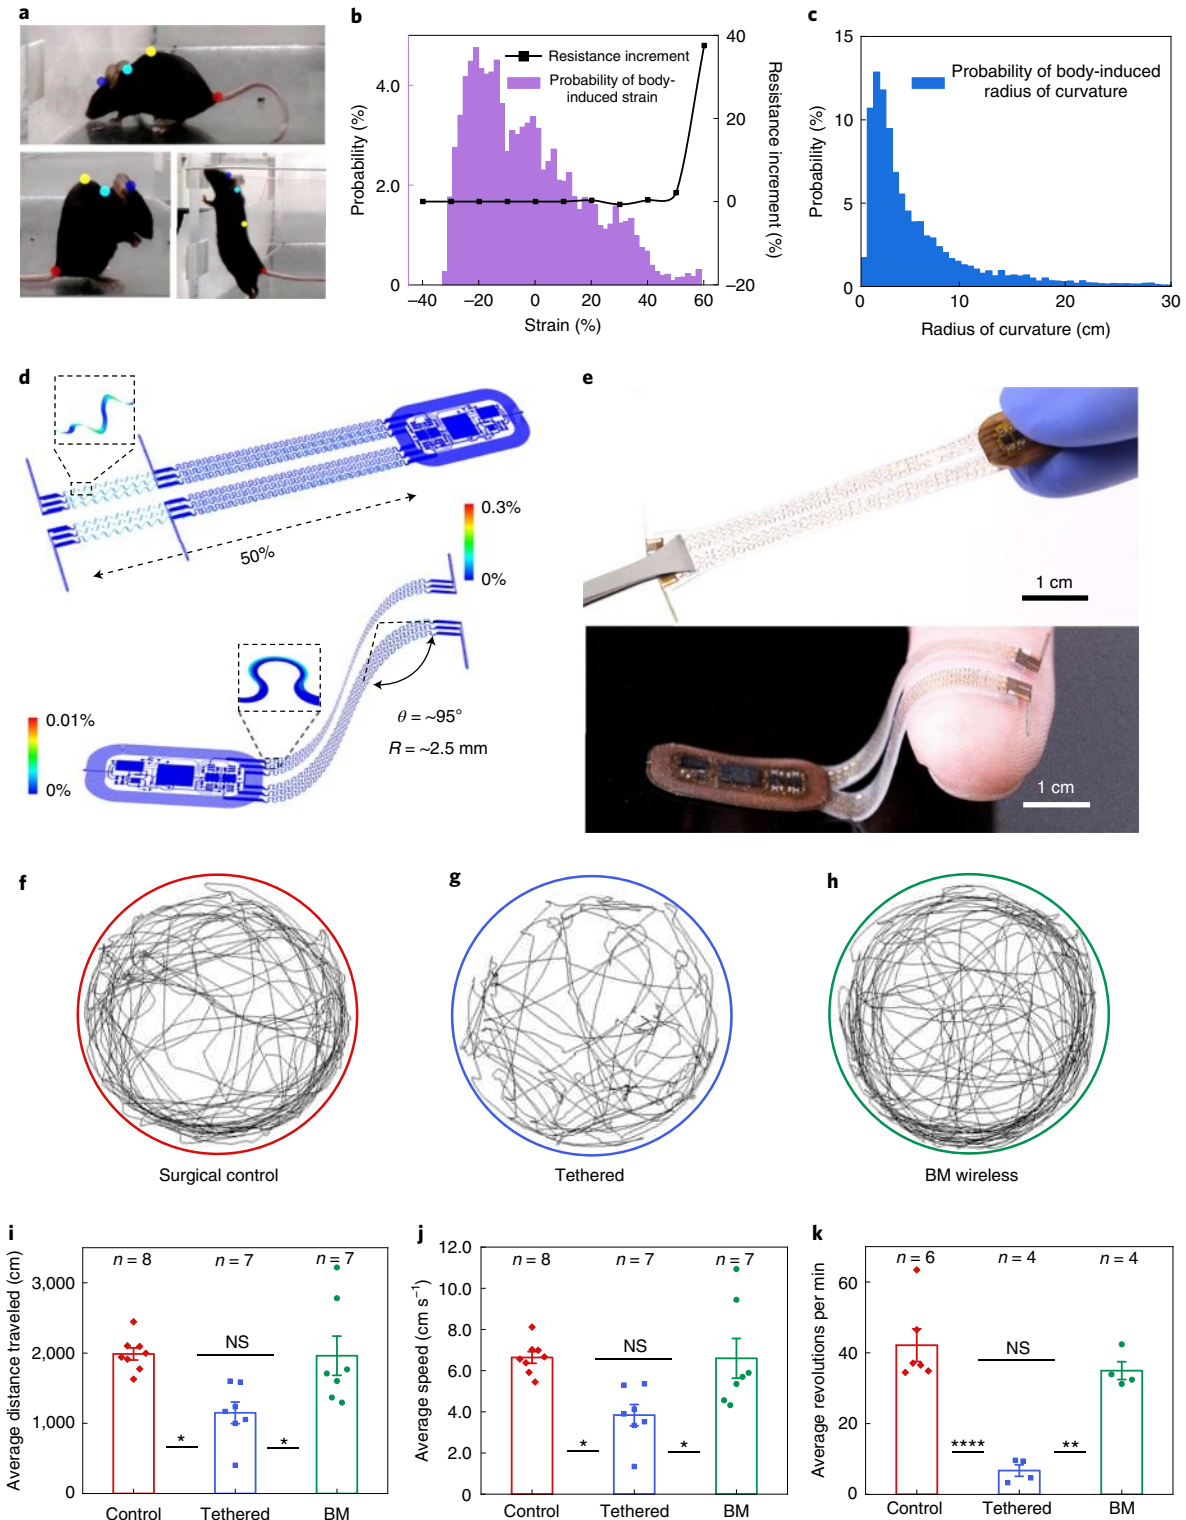 a
b
c
Resistance increment
Probability of body-
induced strain
Probability (%)
4.0
2.0
0
40
20
0
–20
Resistance increment (%)
–40
–20
0
20
40
60
Strain (%)
Probability of body-induced
radius of curvature
Probability (%)
15
10
5
0
0
10
20
30
Radius of curvature (cm)
d
e
50%
0.3%
0%
0.01%
0%
θ = ~95°
R = ~2.5 mm
1 cm
1 cm
f
g
h
Surgical control
Tethered
BM wireless
i
j
k
Average distance traveled (cm)
3,000
2,000
1,000
0
n = 8
n = 7
n = 7
NS
*
*
Control
Tethered
BM
Average speed (cm s⁻¹)
12.0
8.0
6.0
4.0
2.0
0
n = 8
n = 7
n = 7
NS
*
*
Control
Tethered
BM
Average revolutions per min
60
40
20
0
n = 6
n = 4
n = 4
NS
****
**
Control
Tethered
BM